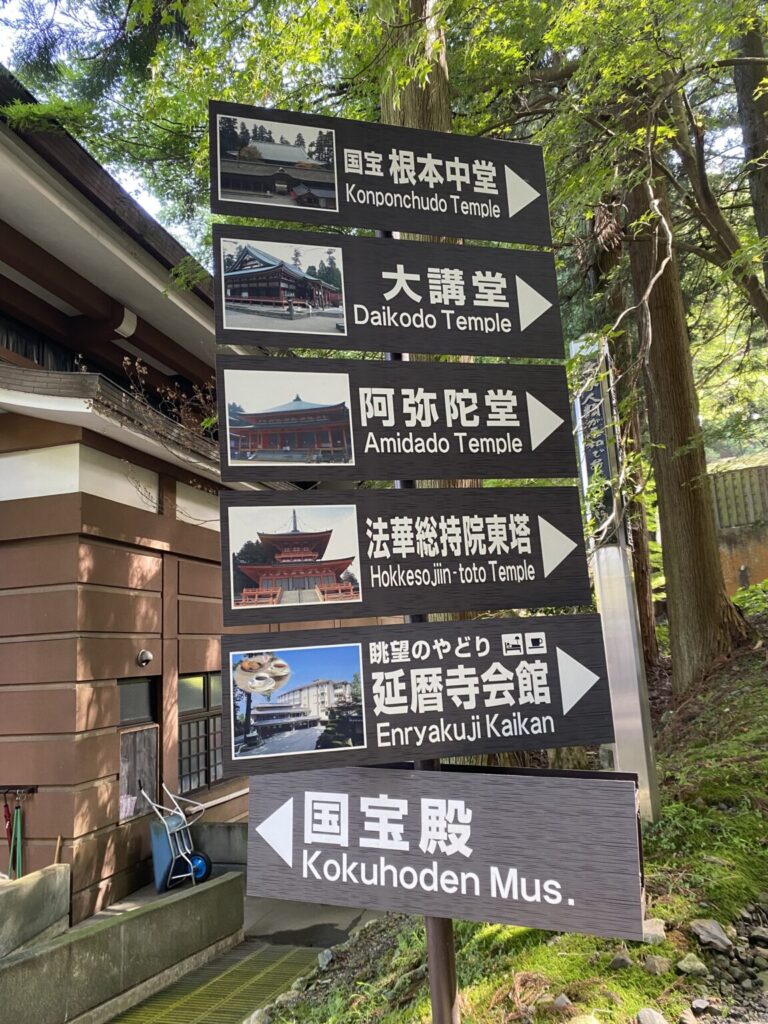 国宝 根本中堂
Konponchudo Temple
大講堂
Daikodo Temple
阿弥陀堂
Amidado Temple
法華総持院東塔
Hokkesojiin-toto Temple
眺望のやどり
延暦寺会館
Enryakuji Kaikan
国宝殿
Kokuhoden Mus.